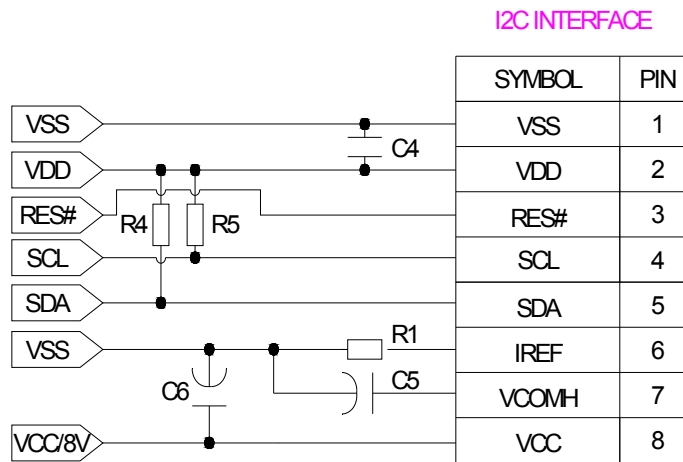 I2C INTERFACE
SYMBOL PIN
VSS VSS 1
C4
VDD VDD 2
RES# R4 R5 RES# 3
SCL SCL 4
SDA SDA 5
VSS R1 IREF 6
C6 C5 VCOMH 7
VCC/8V VCC 8